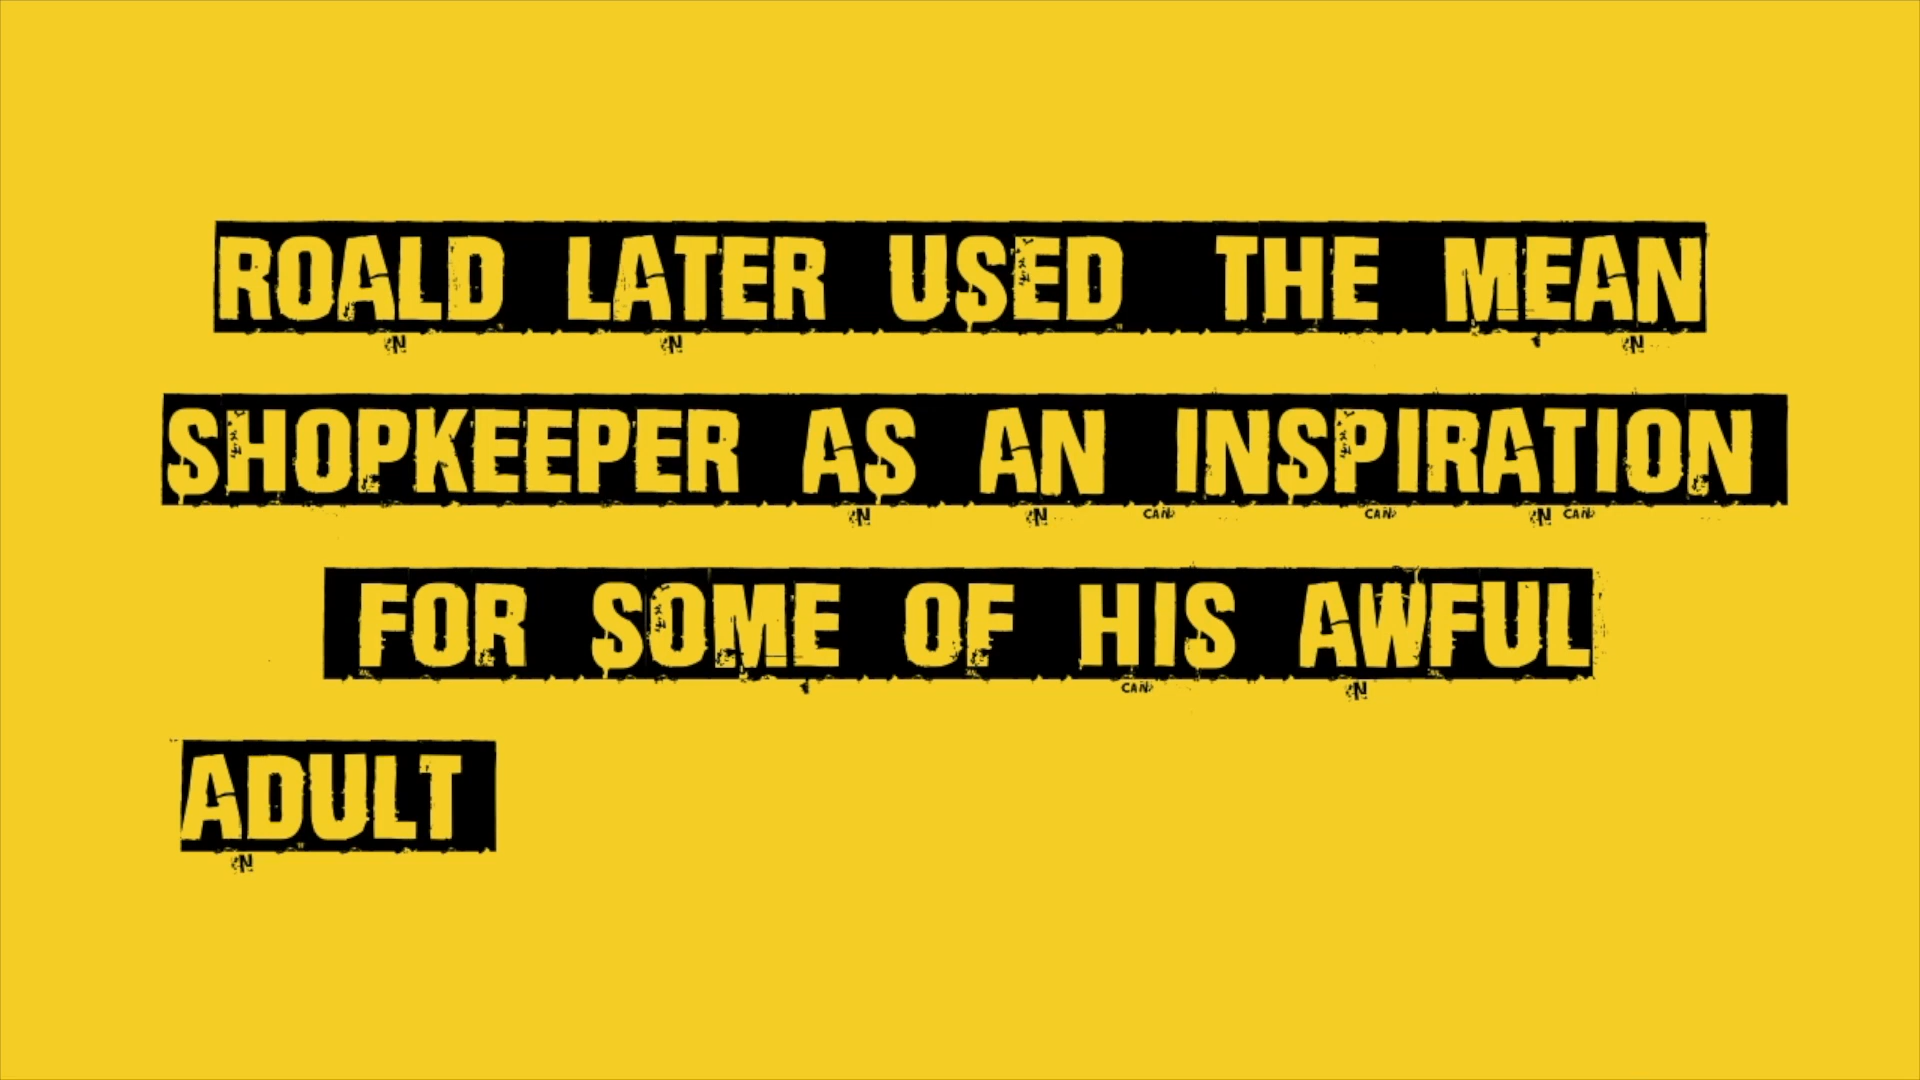 ROALD LATER USED THE MEAN
SHOPKEEPER AS AN INSPIRATION
FOR SOME OF HIS AWFUL
ADULT